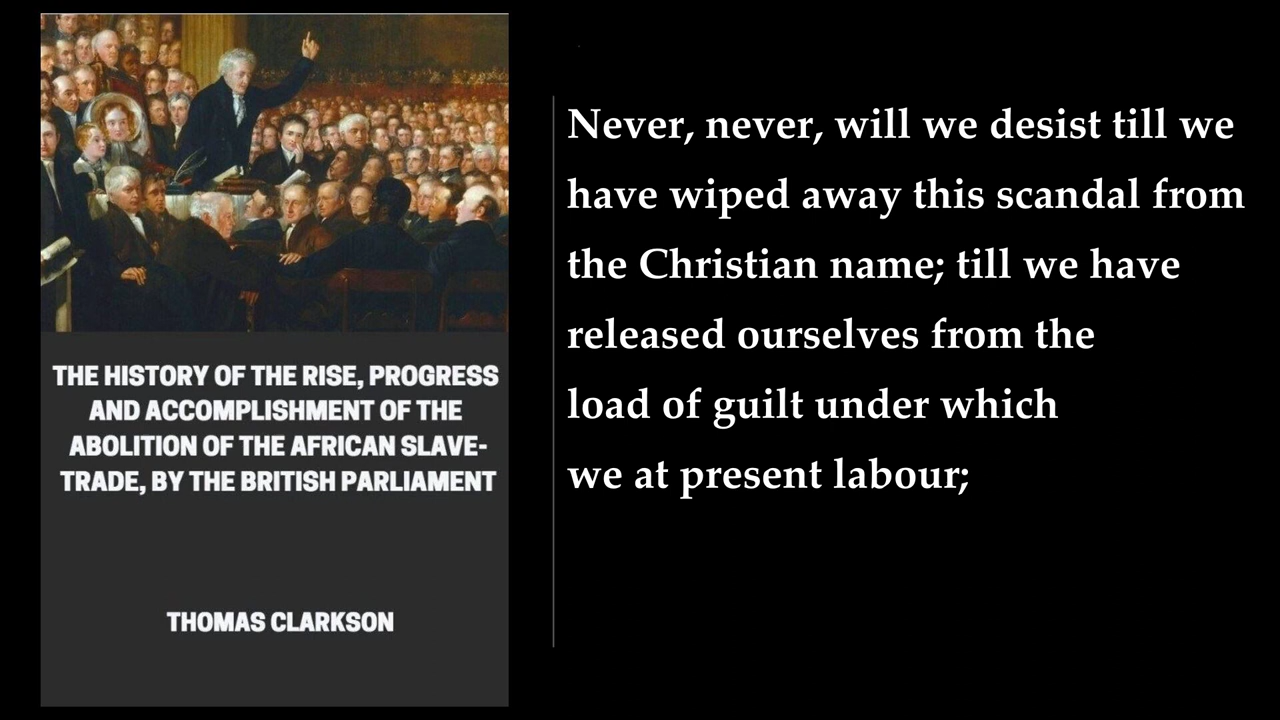 THE HISTORY OF THE RISE, PROGRESS
AND ACCOMPLISHMENT OF THE
ABOLITION OF THE AFRICAN SLAVE-
TRADE, BY THE BRITISH PARLIAMENT
THOMAS CLARKSON
Never, never, will we desist till we
have wiped away this scandal from
the Christian name; till we have
released ourselves from the
load of guilt under which
we at present labour;